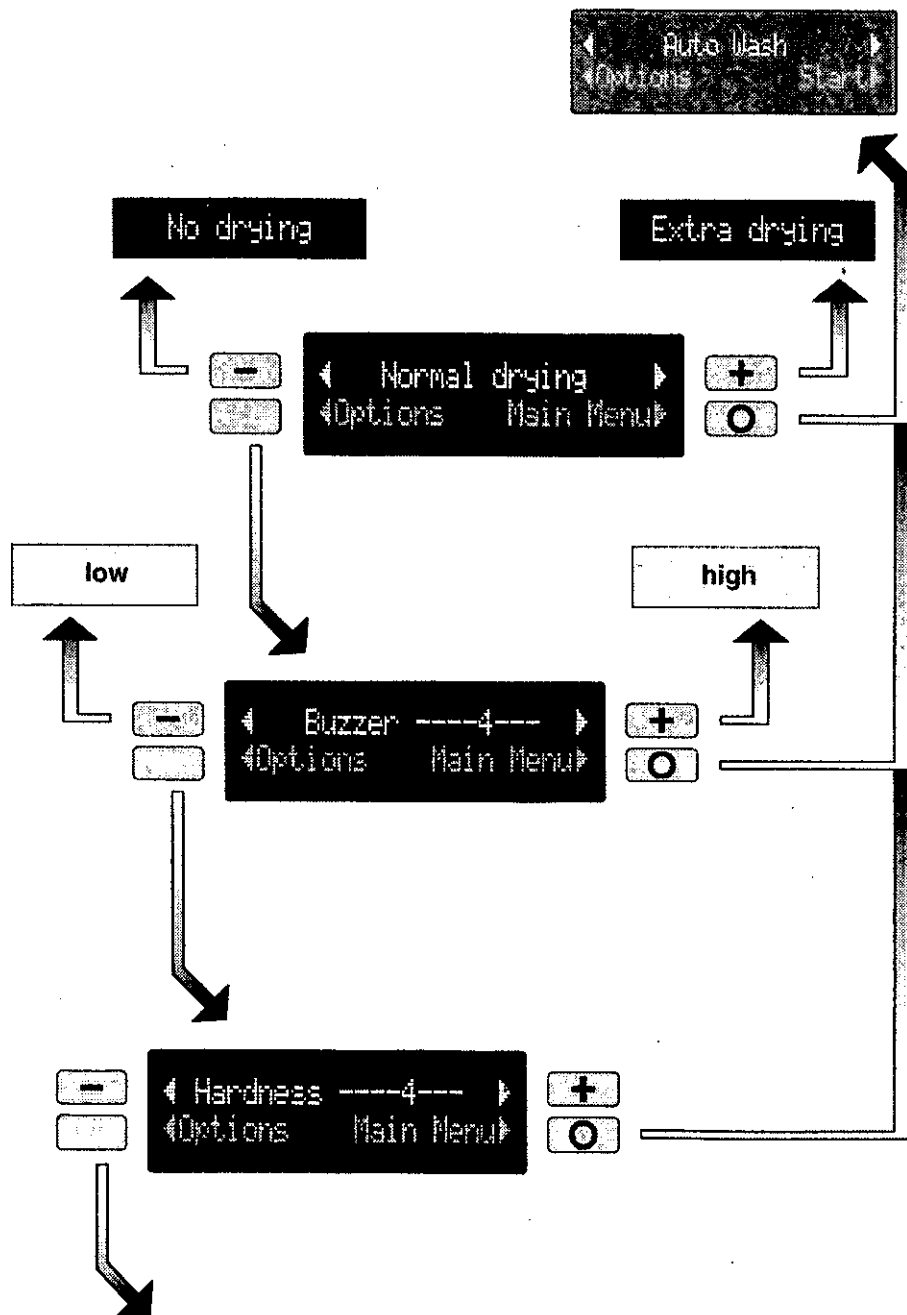 ◀ Auto Wash ▶
◀Options Start▶
No drying
Extra drying
− +
◀ Normal drying ▶
◀Options Main Menu▶
O
low
high
− +
◀ Buzzer ----4--- ▶
◀Options Main Menu▶
O
− +
◀ Hardness ----4--- ▶
◀Options Main Menu▶
O